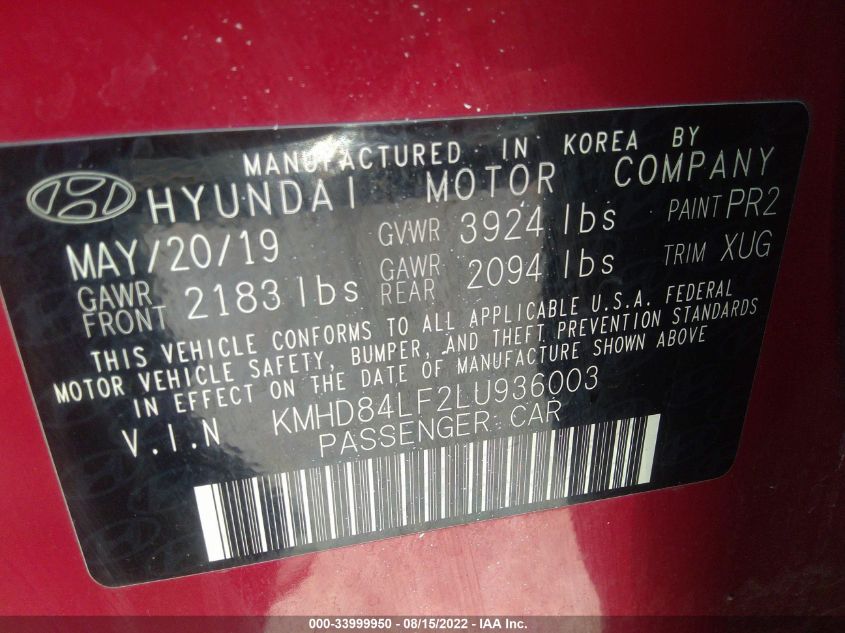 MANUFACTURED IN KOREA BY
HYUNDAI MOTOR COMPANY
MAY/20/19 GVWR 3924 lbs PAINT PR2
GAWR FRONT 2183 lbs GAWR REAR 2094 lbs TRIM XUG
THIS VEHICLE CONFORMS TO ALL APPLICABLE U.S.A. FEDERAL
MOTOR VEHICLE SAFETY, BUMPER, AND THEFT PREVENTION STANDARDS
IN EFFECT ON THE DATE OF MANUFACTURE SHOWN ABOVE
V.I.N KMHD84LF2LU936003
PASSENGER CAR
000-33999950 - 08/15/2022 - IAA Inc.